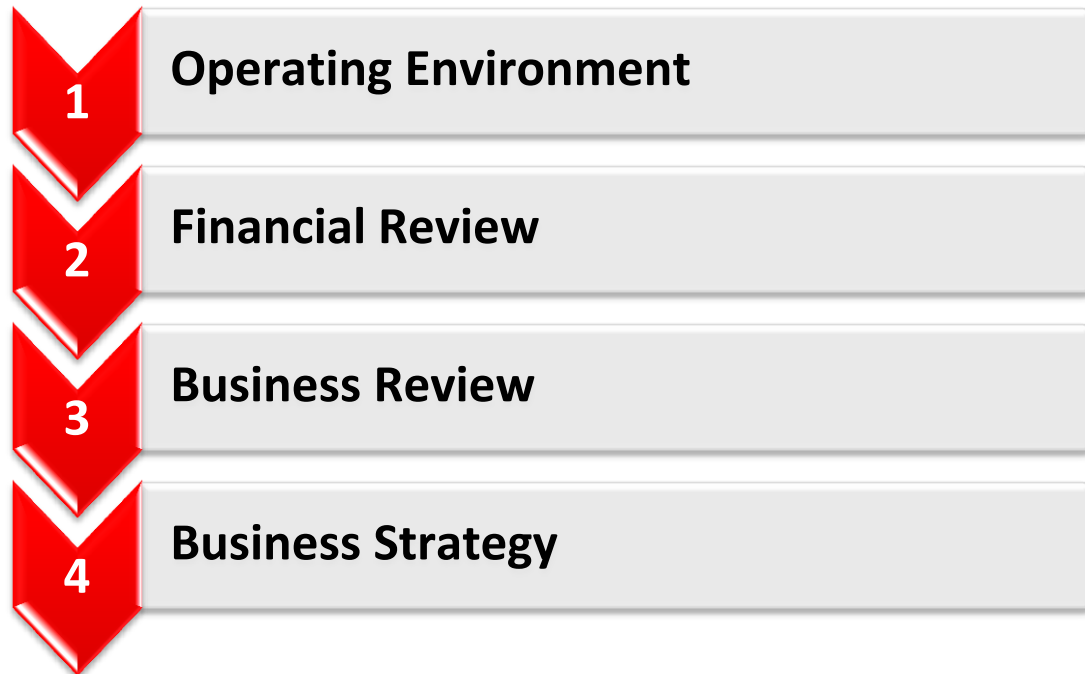 1
Operating Environment
2
Financial Review
3
Business Review
4
Business Strategy